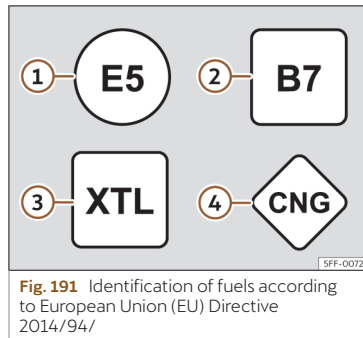 1 E5
2 B7
3 XTL
4 CNG
5FF-0072
Fig. 191 Identification of fuels according
to European Union (EU) Directive
2014/94/